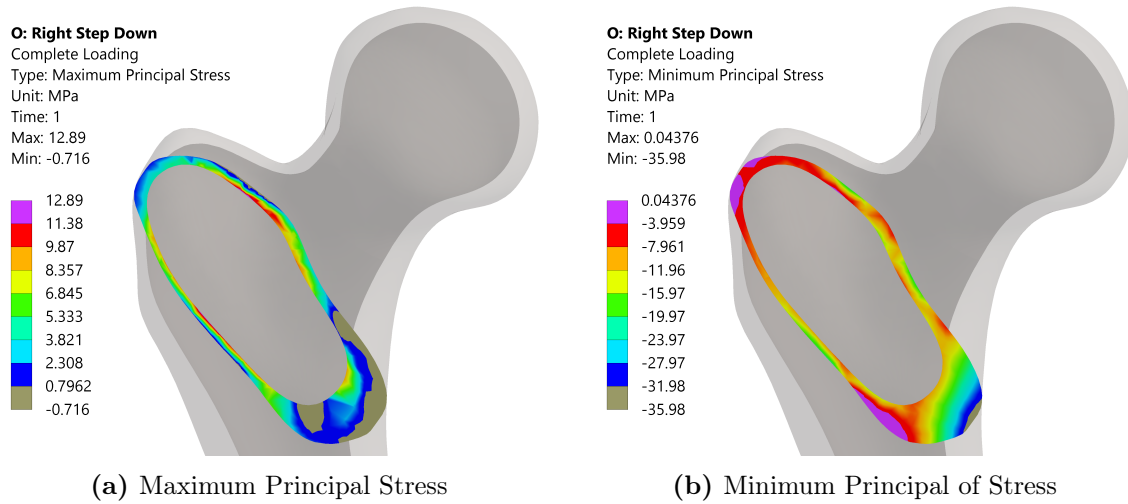 O: Right Step Down
Complete Loading
Type: Maximum Principal Stress
Unit: MPa
Time: 1
Max: 12.89
Min: -0.716
12.89
11.38
9.87
8.357
6.845
5.333
3.821
2.308
0.7962
-0.716
(a) Maximum Principal Stress
O: Right Step Down
Complete Loading
Type: Minimum Principal Stress
Unit: MPa
Time: 1
Max: 0.04376
Min: -35.98
0.04376
-3.959
-7.961
-11.96
-15.97
-19.97
-23.97
-27.97
-31.98
-35.98
(b) Minimum Principal of Stress